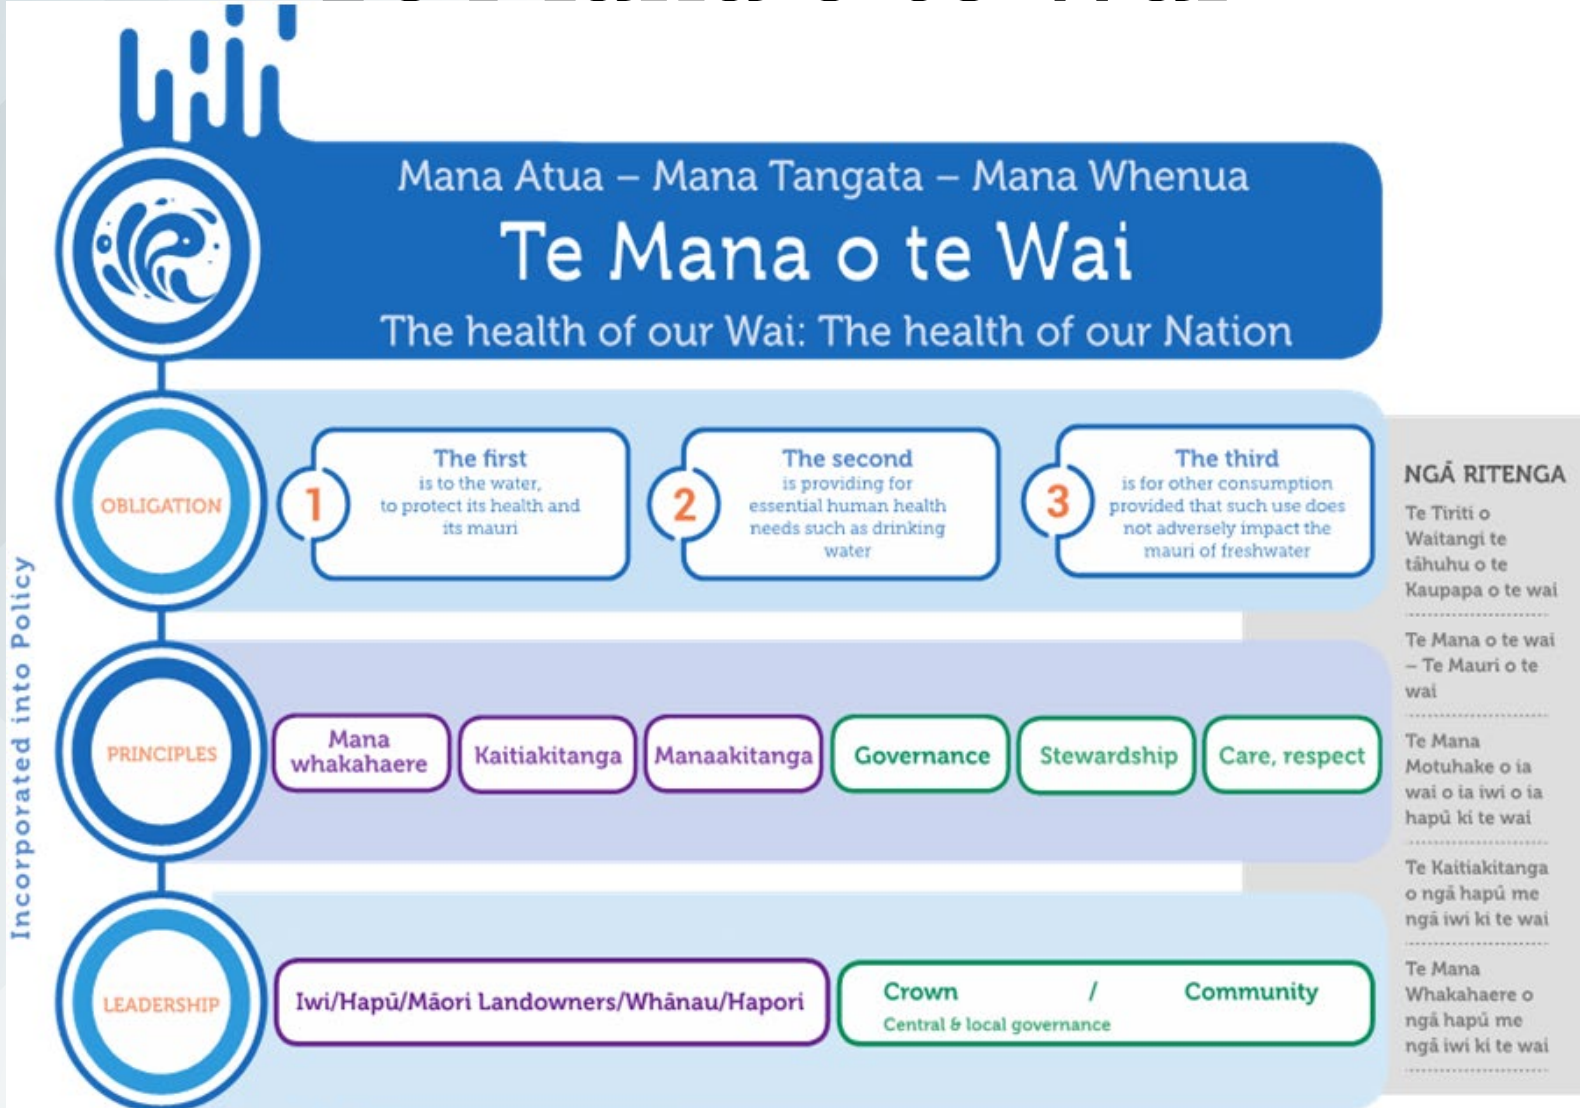 Mana Atua – Mana Tangata – Mana Whenua
Te Mana o te Wai
The health of our Wai: The health of our Nation
Incorporated into Policy
OBLIGATION
1
The first
is to the water,
to protect its health and
its mauri
2
The second
is providing for
essential human health
needs such as drinking
water
3
The third
is for other consumption
provided that such use does
not adversely impact the
mauri of freshwater
PRINCIPLES
Mana
whakahaere
Kaitiakitanga
Manaakitanga
Governance
Stewardship
Care, respect
LEADERSHIP
Iwi/Hapū/Māori Landowners/Whānau/Hapori
Crown / Community
Central & local governance
NGĀ RITENGA
Te Tiriti o
Waitangi te
tāhuhu o te
Kaupapa o te wai
Te Mana o te wai
– Te Mauri o te
wai
Te Mana
Motuhake o ia
wai o ia iwi o ia
hapū ki te wai
Te Kaitiakitanga
o ngā hapū me
ngā iwi ki te wai
Te Mana
Whakahaere o
ngā hapū me
ngā iwi ki te wai